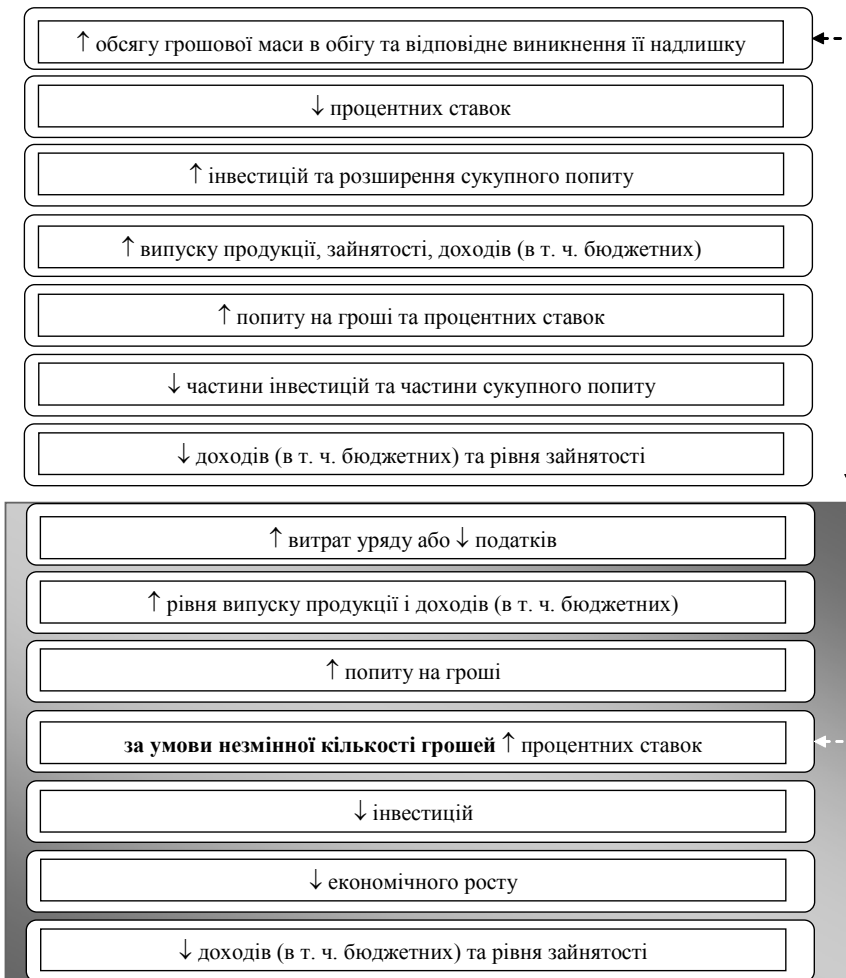 ↑ обсягу грошової маси в обігу та відповідне виникнення її надлишку
↓ процентних ставок
↑ інвестицій та розширення сукупного попиту
↑ випуску продукції, зайнятості, доходів (в т. ч. бюджетних)
↑ попиту на гроші та процентних ставок
↓ частини інвестицій та частини сукупного попиту
↓ доходів (в т. ч. бюджетних) та рівня зайнятості
↑ витрат уряду або ↓ податків
↑ рівня випуску продукції і доходів (в т. ч. бюджетних)
↑ попиту на гроші
за умови незмінної кількості грошей ↑ процентних ставок
↓ інвестицій
↓ економічного росту
↓ доходів (в т. ч. бюджетних) та рівня зайнятості